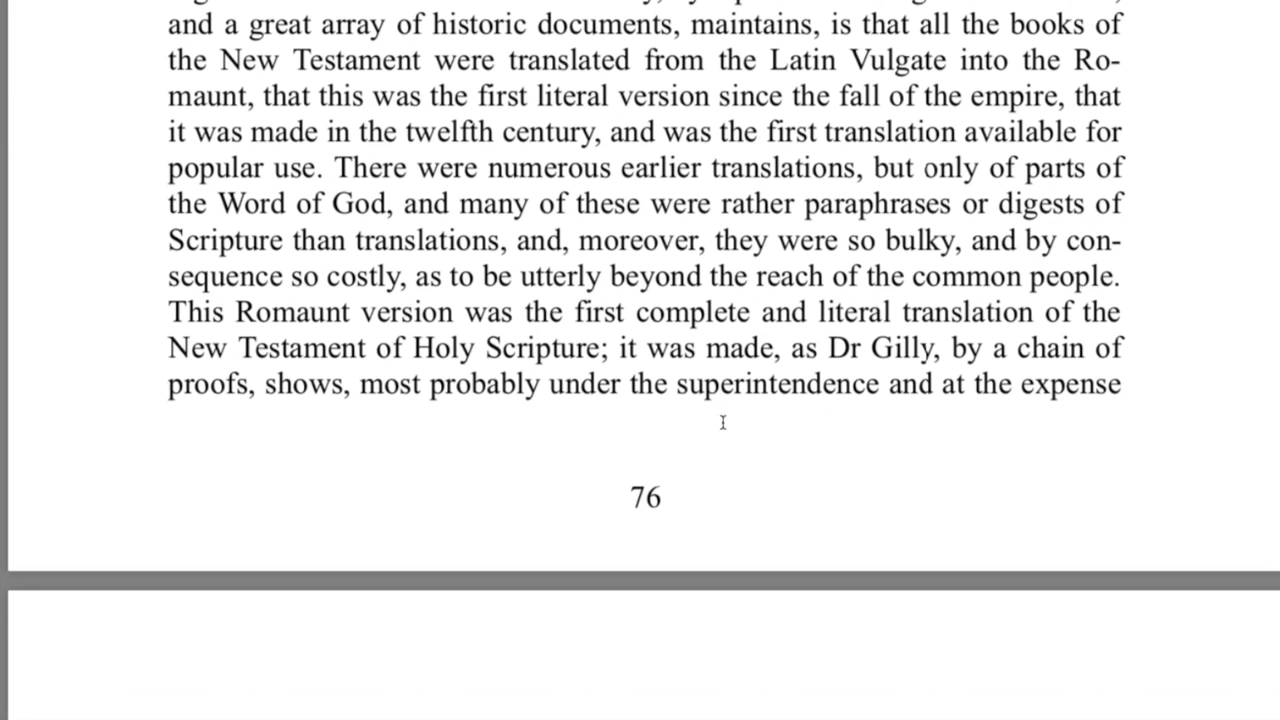 and a great array of historic documents, maintains, is that all the books of
the New Testament were translated from the Latin Vulgate into the Ro-
maunt, that this was the first literal version since the fall of the empire, that
it was made in the twelfth century, and was the first translation available for
popular use. There were numerous earlier translations, but only of parts of
the Word of God, and many of these were rather paraphrases or digests of
Scripture than translations, and, moreover, they were so bulky, and by con-
sequence so costly, as to be utterly beyond the reach of the common people.
This Romaunt version was the first complete and literal translation of the
New Testament of Holy Scripture; it was made, as Dr Gilly, by a chain of
proofs, shows, most probably under the superintendence and at the expense
76